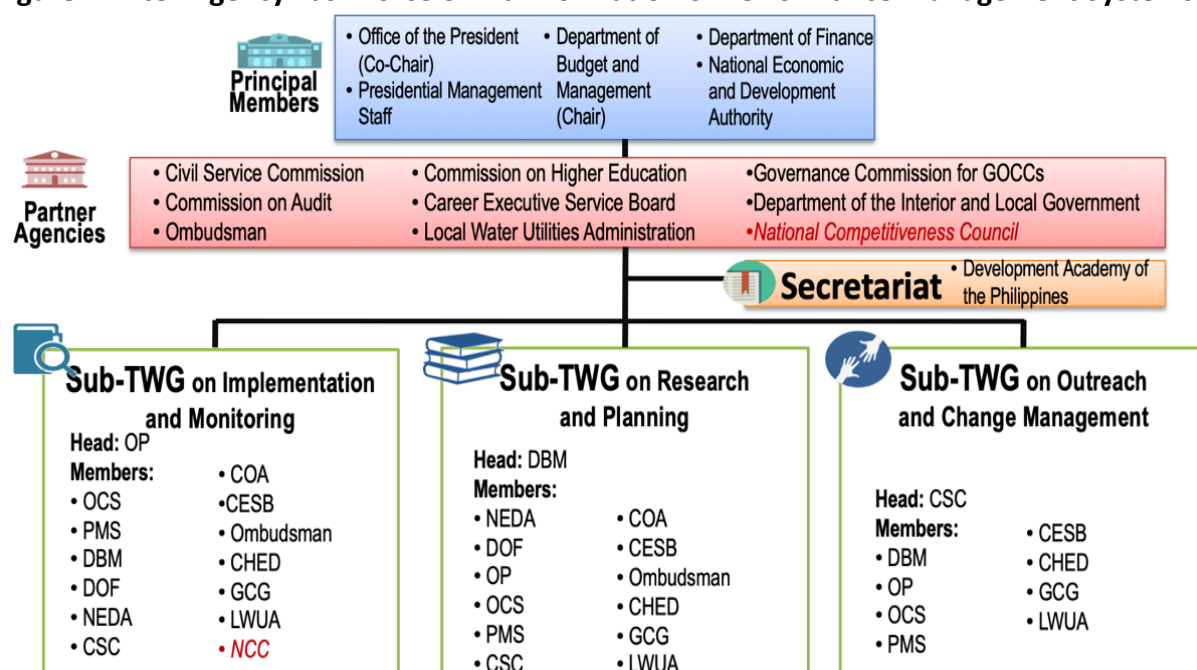 Principal
Members
• Office of the President
(Co-Chair)
• Presidential Management
Staff
• Department of
Budget and
Management
(Chair)
• Department of Finance
• National Economic
and Development
Authority
Partner
Agencies
• Civil Service Commission
• Commission on Audit
• Ombudsman
• Commission on Higher Education
• Career Executive Service Board
• Local Water Utilities Administration
•Governance Commission for GOCCs
•Department of the Interior and Local Government
•National Competitiveness Council
Secretariat
• Development Academy of
the Philippines
Sub-TWG on Implementation
and Monitoring
Head: OP
Members:
• OCS
• PMS
• DBM
• DOF
• NEDA
• CSC
• COA
•CESB
• Ombudsman
• CHED
• GCG
• LWUA
• NCC
Sub-TWG on Research
and Planning
Head: DBM
Members:
• NEDA
• DOF
• OP
• OCS
• PMS
• CSC
• COA
• CESB
• Ombudsman
• CHED
• GCG
• LWUA
Sub-TWG on Outreach
and Change Management
Head: CSC
Members:
• DBM
• OP
• OCS
• PMS
• CESB
• CHED
• GCG
• LWUA